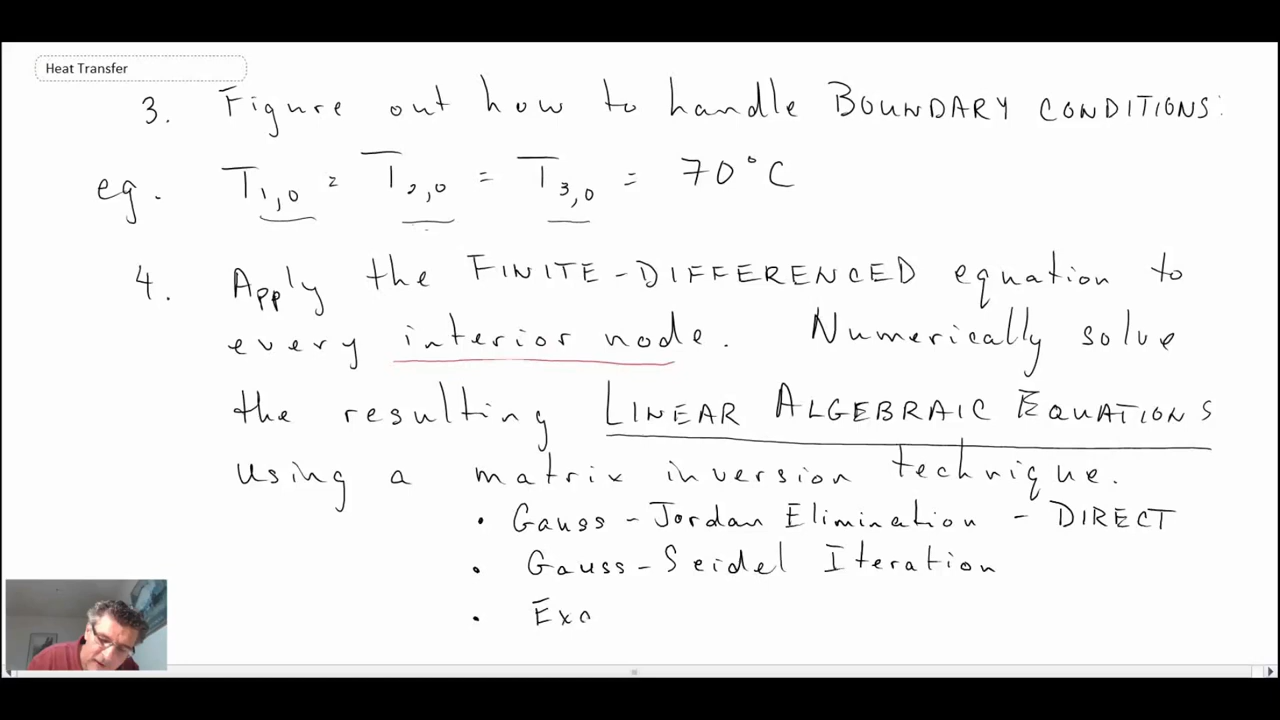 Heat Transfer
3. Figure out how to handle BOUNDARY CONDITIONS:
eg. T1,0 = T2,0 = T3,0 = 70°C
4. Apply the FINITE-DIFFERENCED equation to
every interior node. Numerically solve
the resulting LINEAR ALGEBRAIC EQUATIONS
using a matrix inversion technique.
• Gauss-Jordan Elimination - DIRECT
• Gauss-Seidel Iteration
•